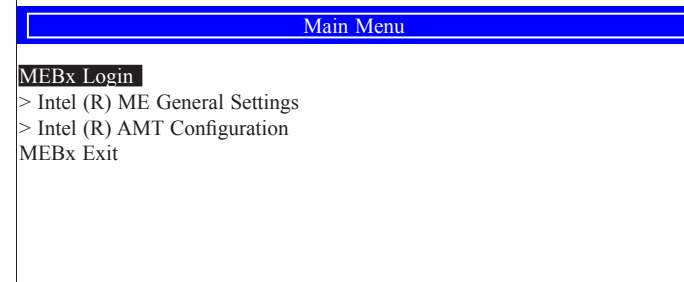 Main Menu
MEBx Login
> Intel (R) ME General Settings
> Intel (R) AMT Configuration
MEBx Exit